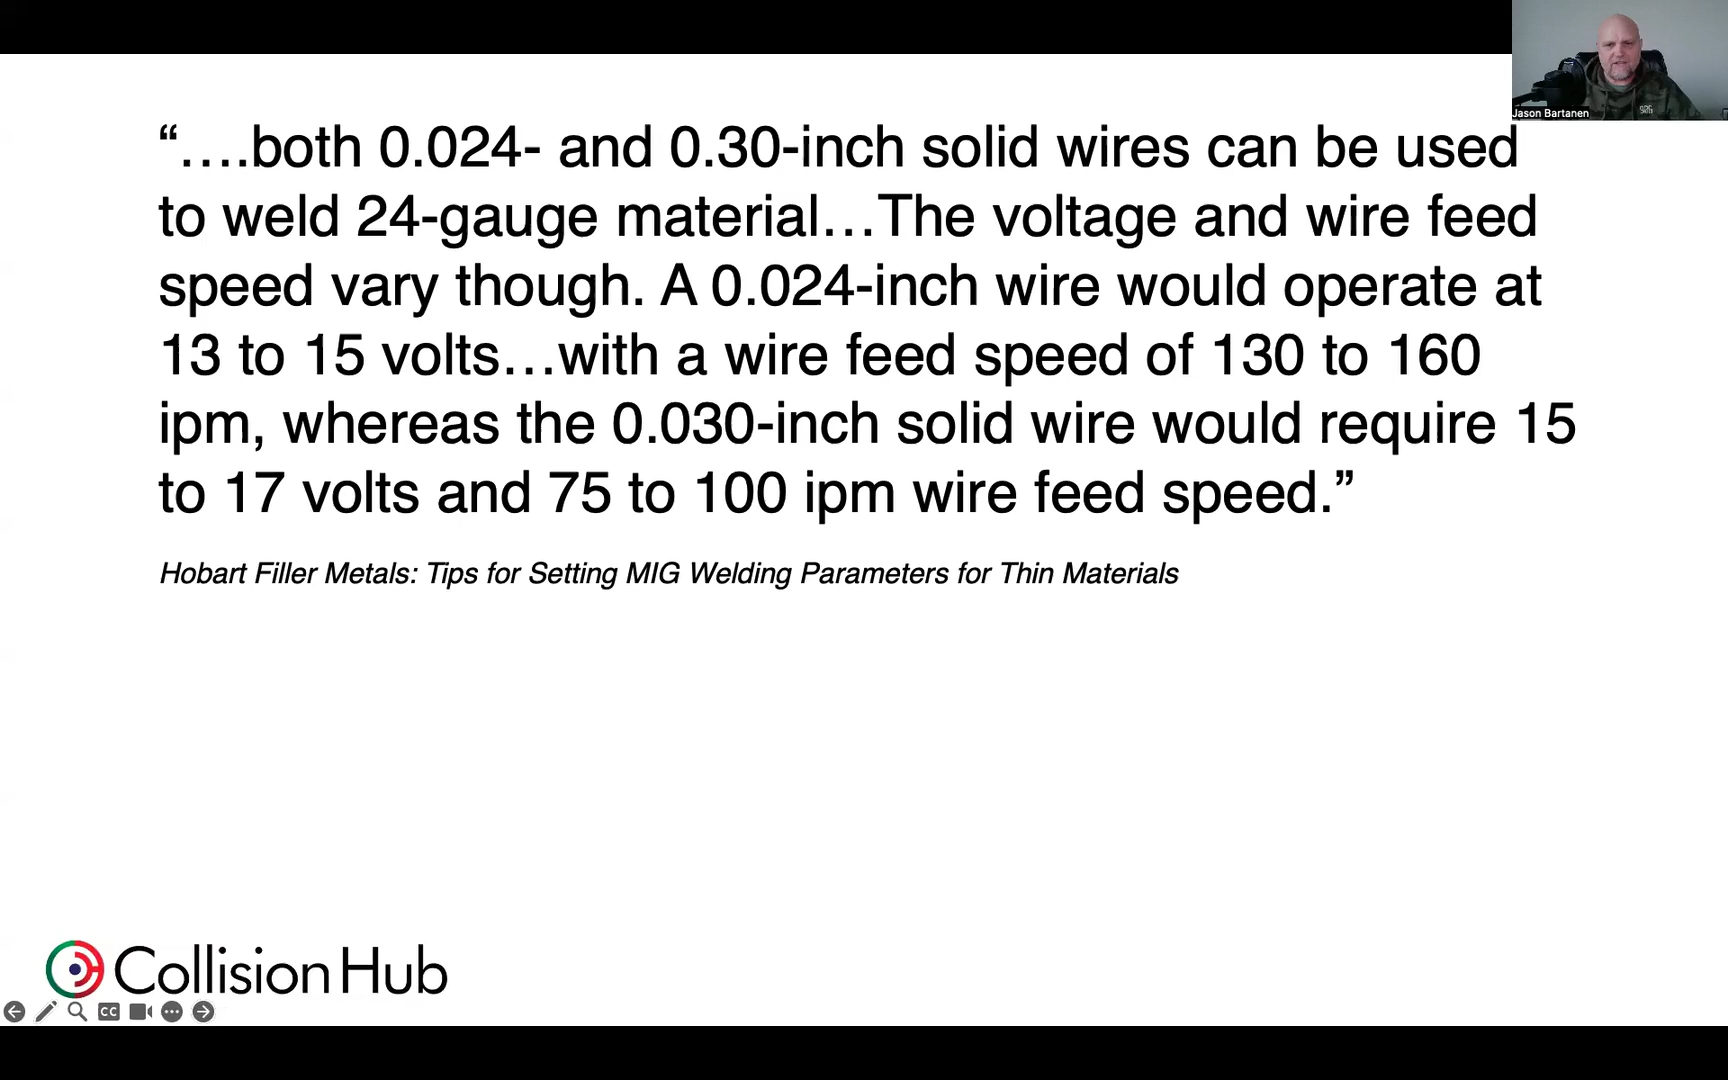 Jason Bartanen
“….both 0.024- and 0.30-inch solid wires can be used
to weld 24-gauge material…The voltage and wire feed
speed vary though. A 0.024-inch wire would operate at
13 to 15 volts…with a wire feed speed of 130 to 160
ipm, whereas the 0.030-inch solid wire would require 15
to 17 volts and 75 to 100 ipm wire feed speed.”
Hobart Filler Metals: Tips for Setting MIG Welding Parameters for Thin Materials
Collision Hub
CC